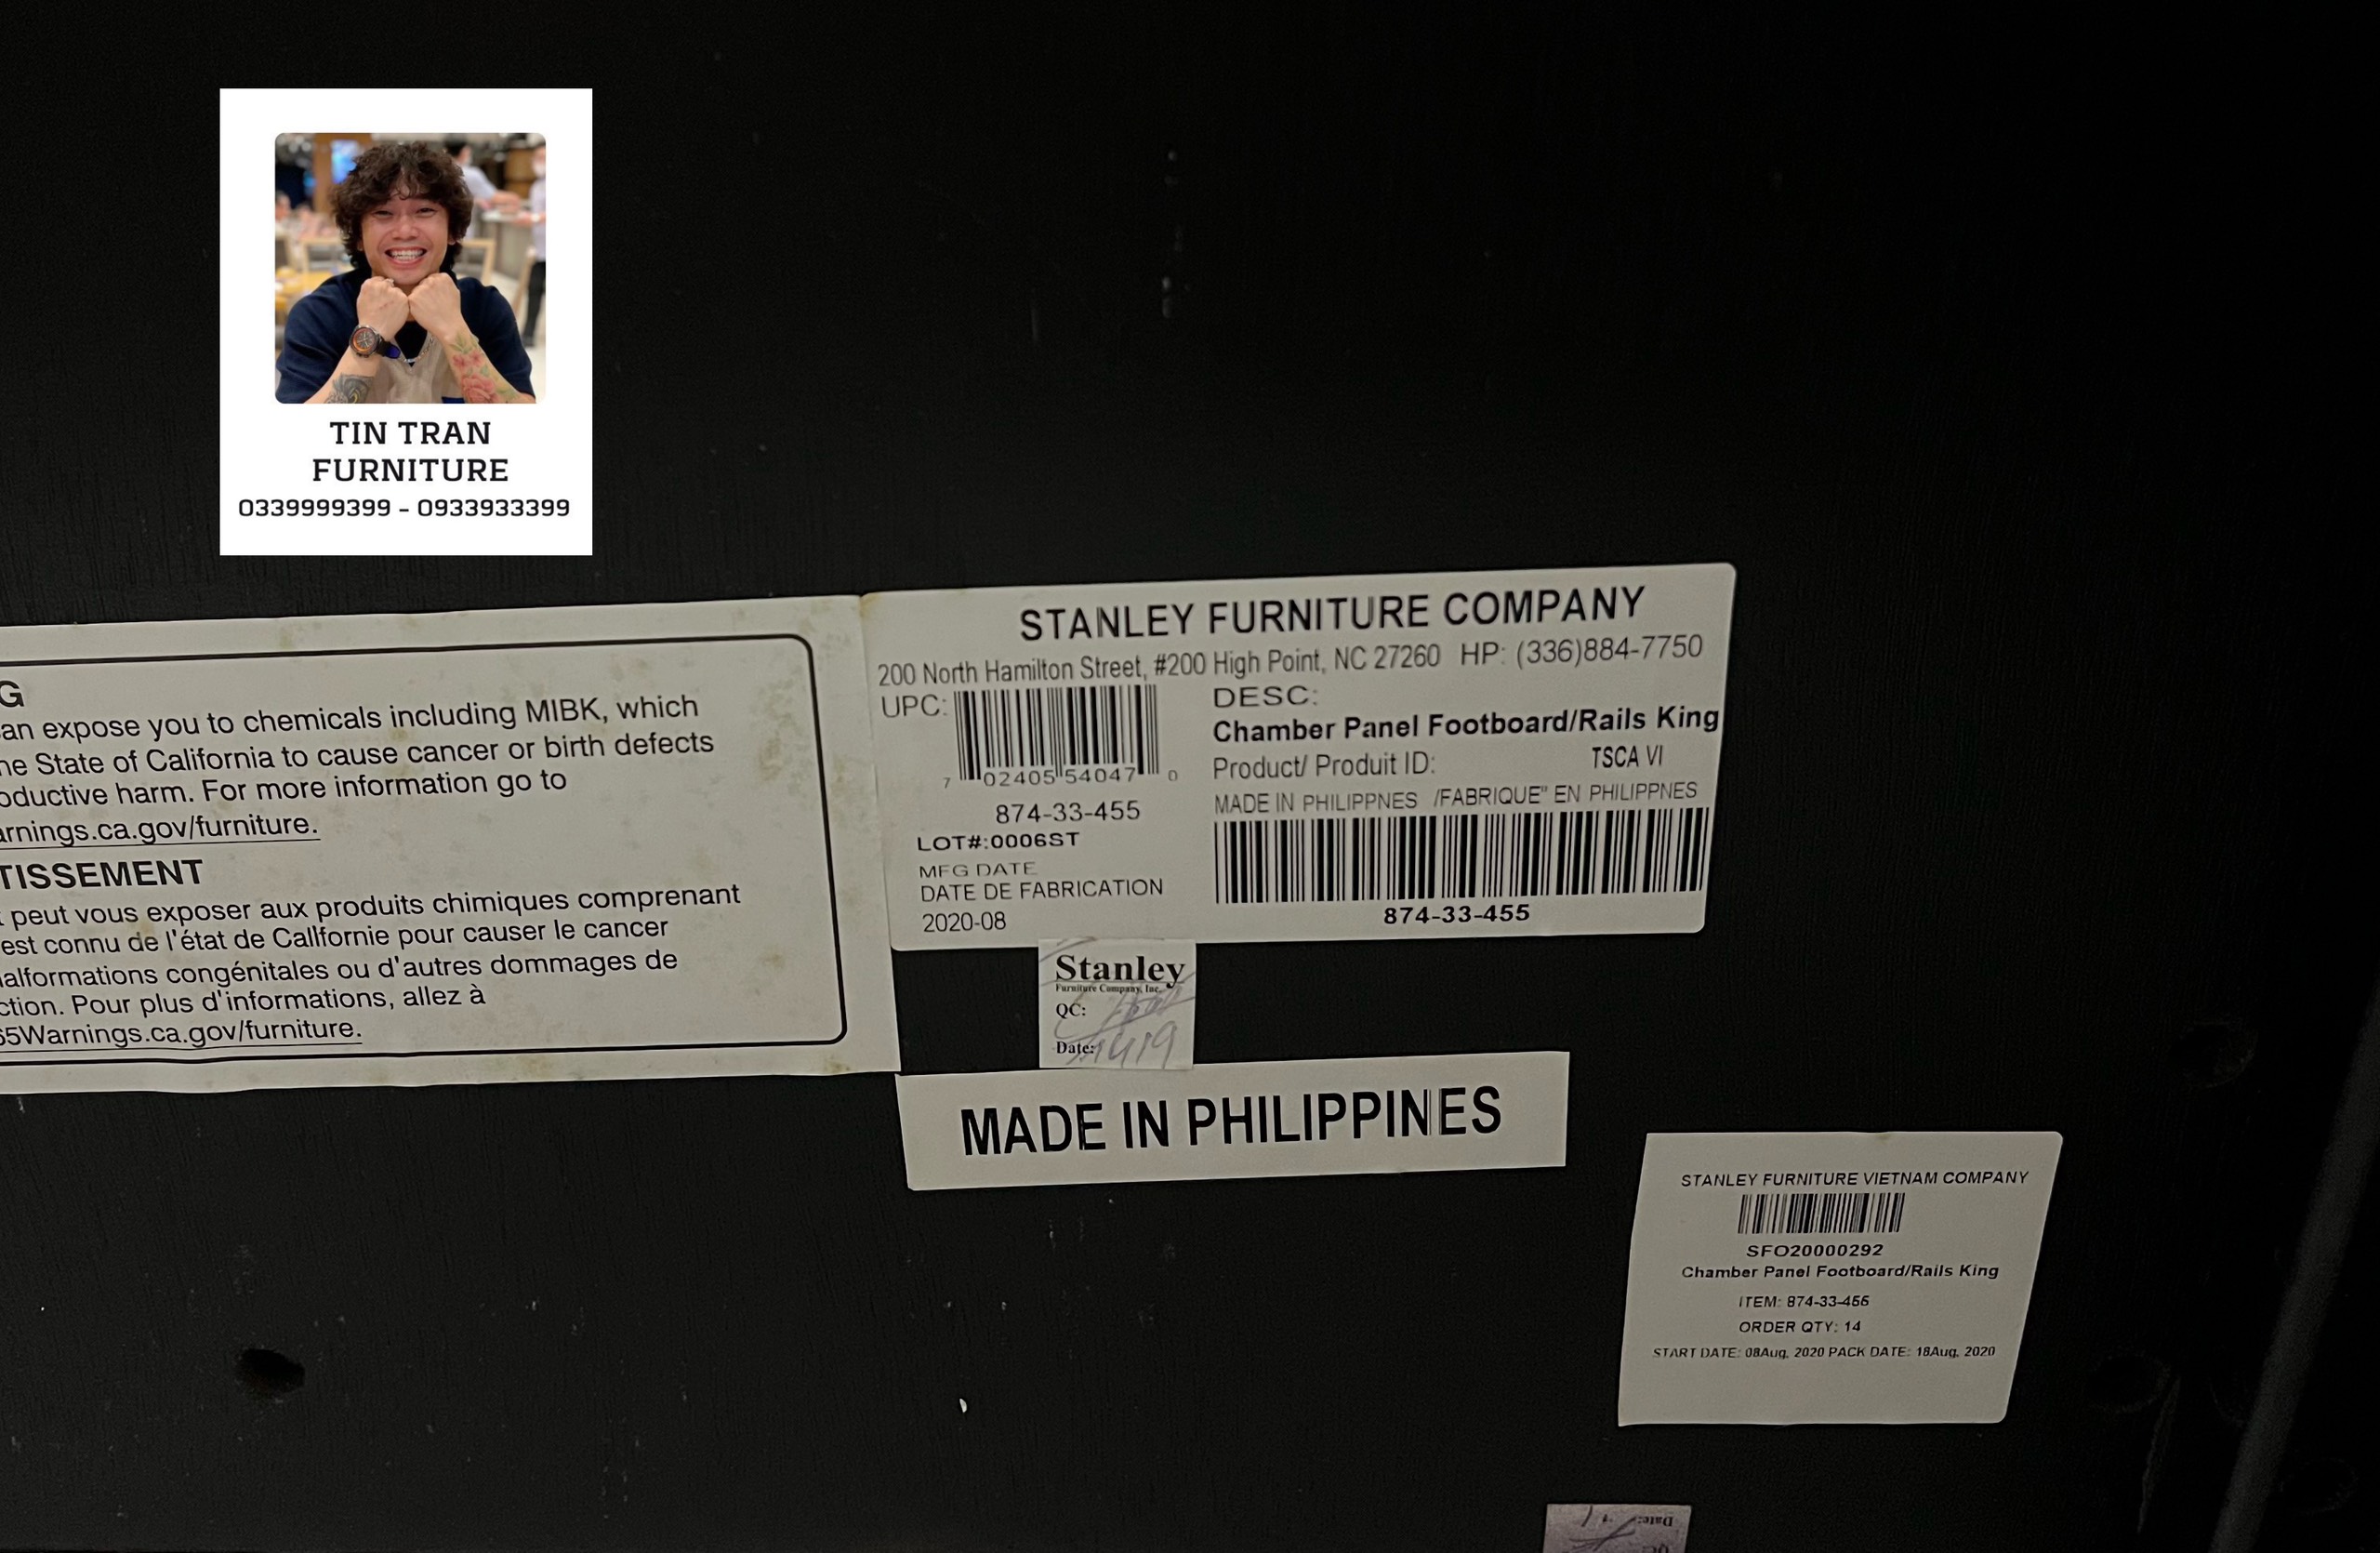 TIN TRAN
FURNITURE
0339999399 - 0933933399
G
an expose you to chemicals including MIBK, which
he State of California to cause cancer or birth defects
oductive harm. For more information go to
arnings.ca.gov/furniture.
TISSEMENT
t peut vous exposer aux produits chimiques comprenant
est connu de l'état de Callfornie pour causer le cancer
alformations congénitales ou d'autres dommages de
ction. Pour plus d'informations, allez à
65Warnings.ca.gov/furniture.
STANLEY FURNITURE COMPANY
200 North Hamilton Street, #200 High Point, NC 27260 HP: (336)884-7750
UPC:
7 02405 54047 0
874-33-455
LOT#:0006ST
MFG DATE
DATE DE FABRICATION
2020-08
DESC:
Chamber Panel Footboard/Rails King
Product/ Produit ID: TSCA VI
MADE IN PHILIPPNES /FABRIQUE" EN PHILIPPNES
874-33-455
Stanley
Furniture Company, Inc.
QC:
Date:
MADE IN PHILIPPINES
STANLEY FURNITURE VIETNAM COMPANY
SFO20000292
Chamber Panel Footboard/Rails King
ITEM: 874-33-455
ORDER QTY: 14
START DATE: 08Aug, 2020 PACK DATE: 18Aug, 2020
Date: